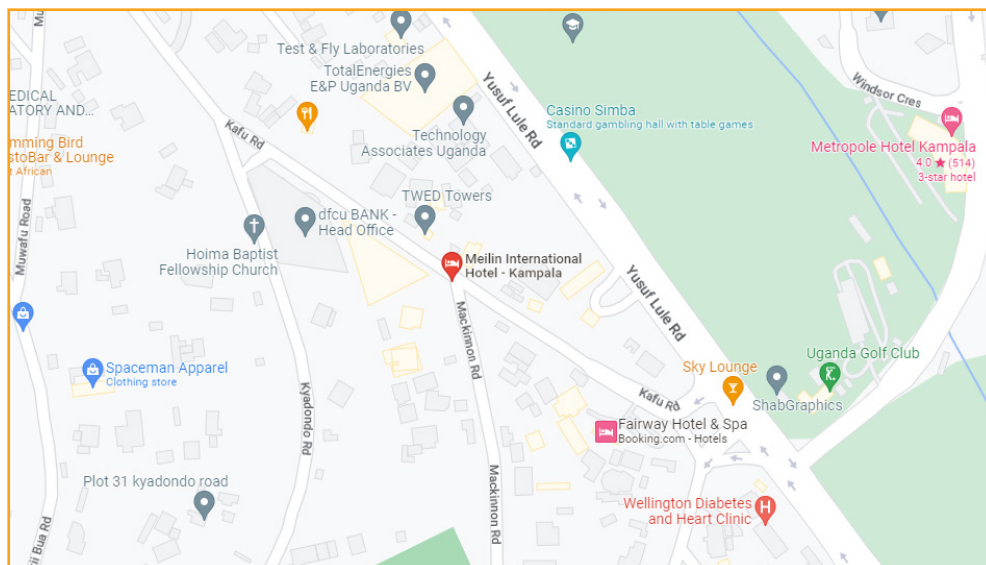 Mu
Test & Fly Laboratories
TotalEnergies
E&P Uganda BV
Yusuf Lule Rd
Windsor Cres
EDICAL
ATORY AND...
Kafu Rd
Casino Simba
Standard gambling hall with table games
Technology
Associates Uganda
mming Bird
stoBar & Lounge
t African
Metropole Hotel Kampala
4.0 ★ (514)
3-star hotel
TWED Towers
dfcu BANK -
Head Office
Muwafu Road
Hoima Baptist
Fellowship Church
Meilin International
Hotel - Kampala
Yusuf Lule Rd
Mackinnon Rd
Uganda Golf Club
Spaceman Apparel
Clothing store
Sky Lounge
Kyadondo Rd
Kafu Rd
ShabGraphics
Fairway Hotel & Spa
Booking.com - Hotels
Plot 31 kyadondo road
Mackinnon Rd
Wellington Diabetes
and Heart Clinic
H
ii Bua Rd